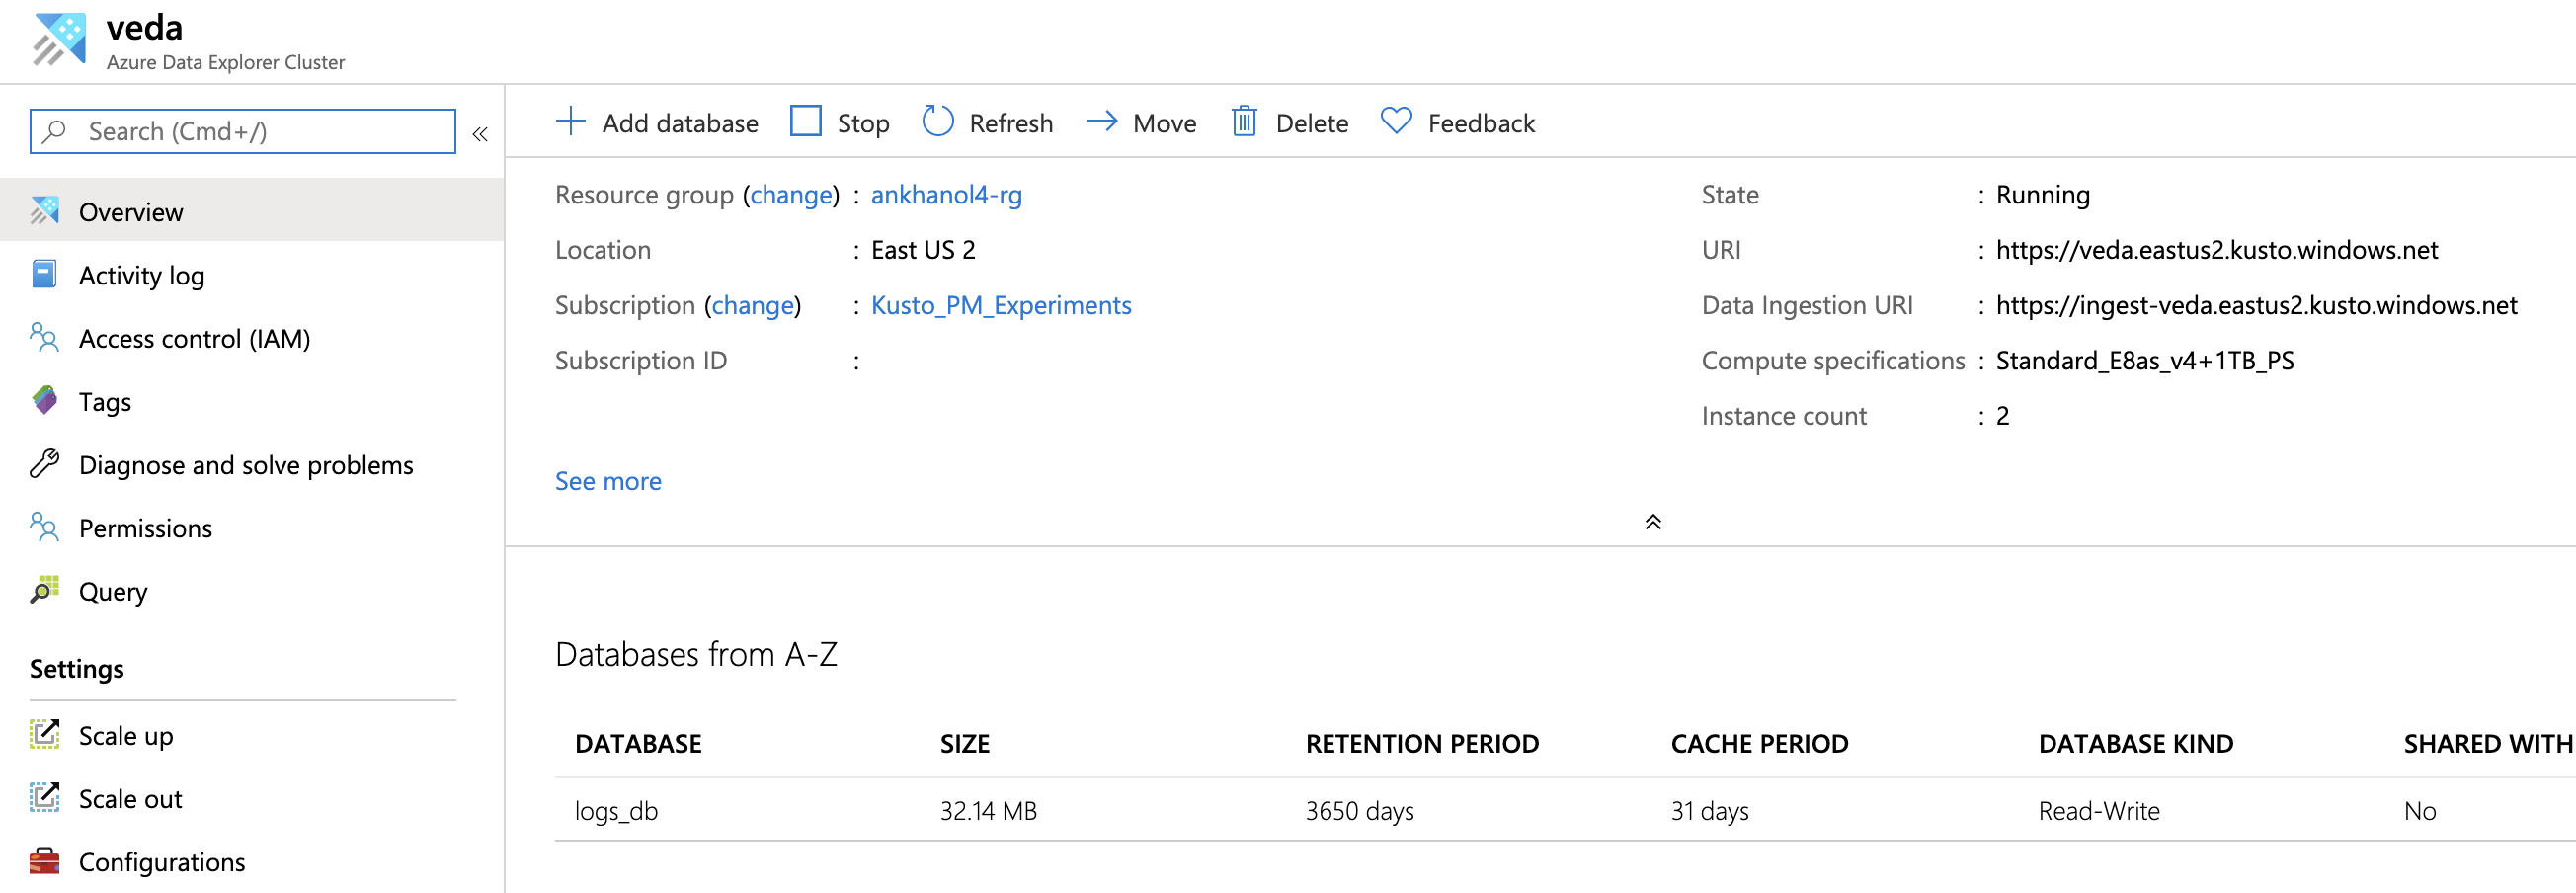 veda
Azure Data Explorer Cluster
Search (Cmd+/)
«
Overview
Activity log
Access control (IAM)
Tags
Diagnose and solve problems
Permissions
Query
Settings
Scale up
Scale out
Configurations
Add database Stop Refresh Move Delete Feedback
Resource group (change) : ankhanol4-rg
Location : East US 2
Subscription (change) : Kusto_PM_Experiments
Subscription ID :
See more
State : Running
URI : https://veda.eastus2.kusto.windows.net
Data Ingestion URI : https://ingest-veda.eastus2.kusto.windows.net
Compute specifications : Standard_E8as_v4+1TB_PS
Instance count : 2
Databases from A-Z
DATABASE SIZE RETENTION PERIOD CACHE PERIOD DATABASE KIND SHARED WITH
logs_db 32.14 MB 3650 days 31 days Read-Write No